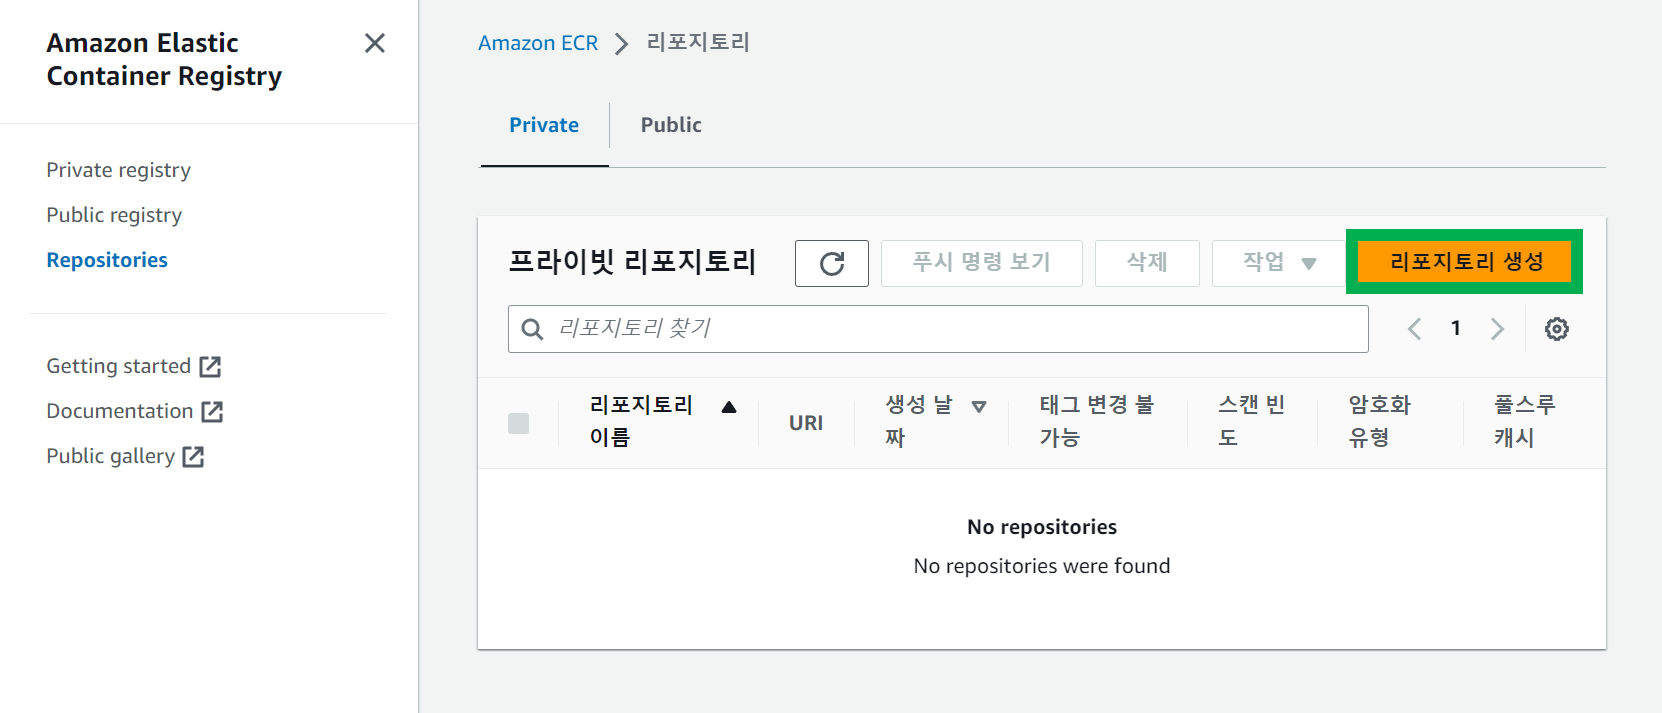 Amazon Elastic
Container Registry
Private registry
Public registry
Repositories
Getting started
Documentation
Public gallery
Amazon ECR 리포지토리
Private Public
프라이빗 리포지토리 푸시 명령 보기 삭제 작업 리포지토리 생성
리포지토리 찾기 1
리포지토리 이름 URI 생성 날짜 태그 변경 불가능 스캔 빈도 암호화 유형 풀스루 캐시
No repositories
No repositories were found